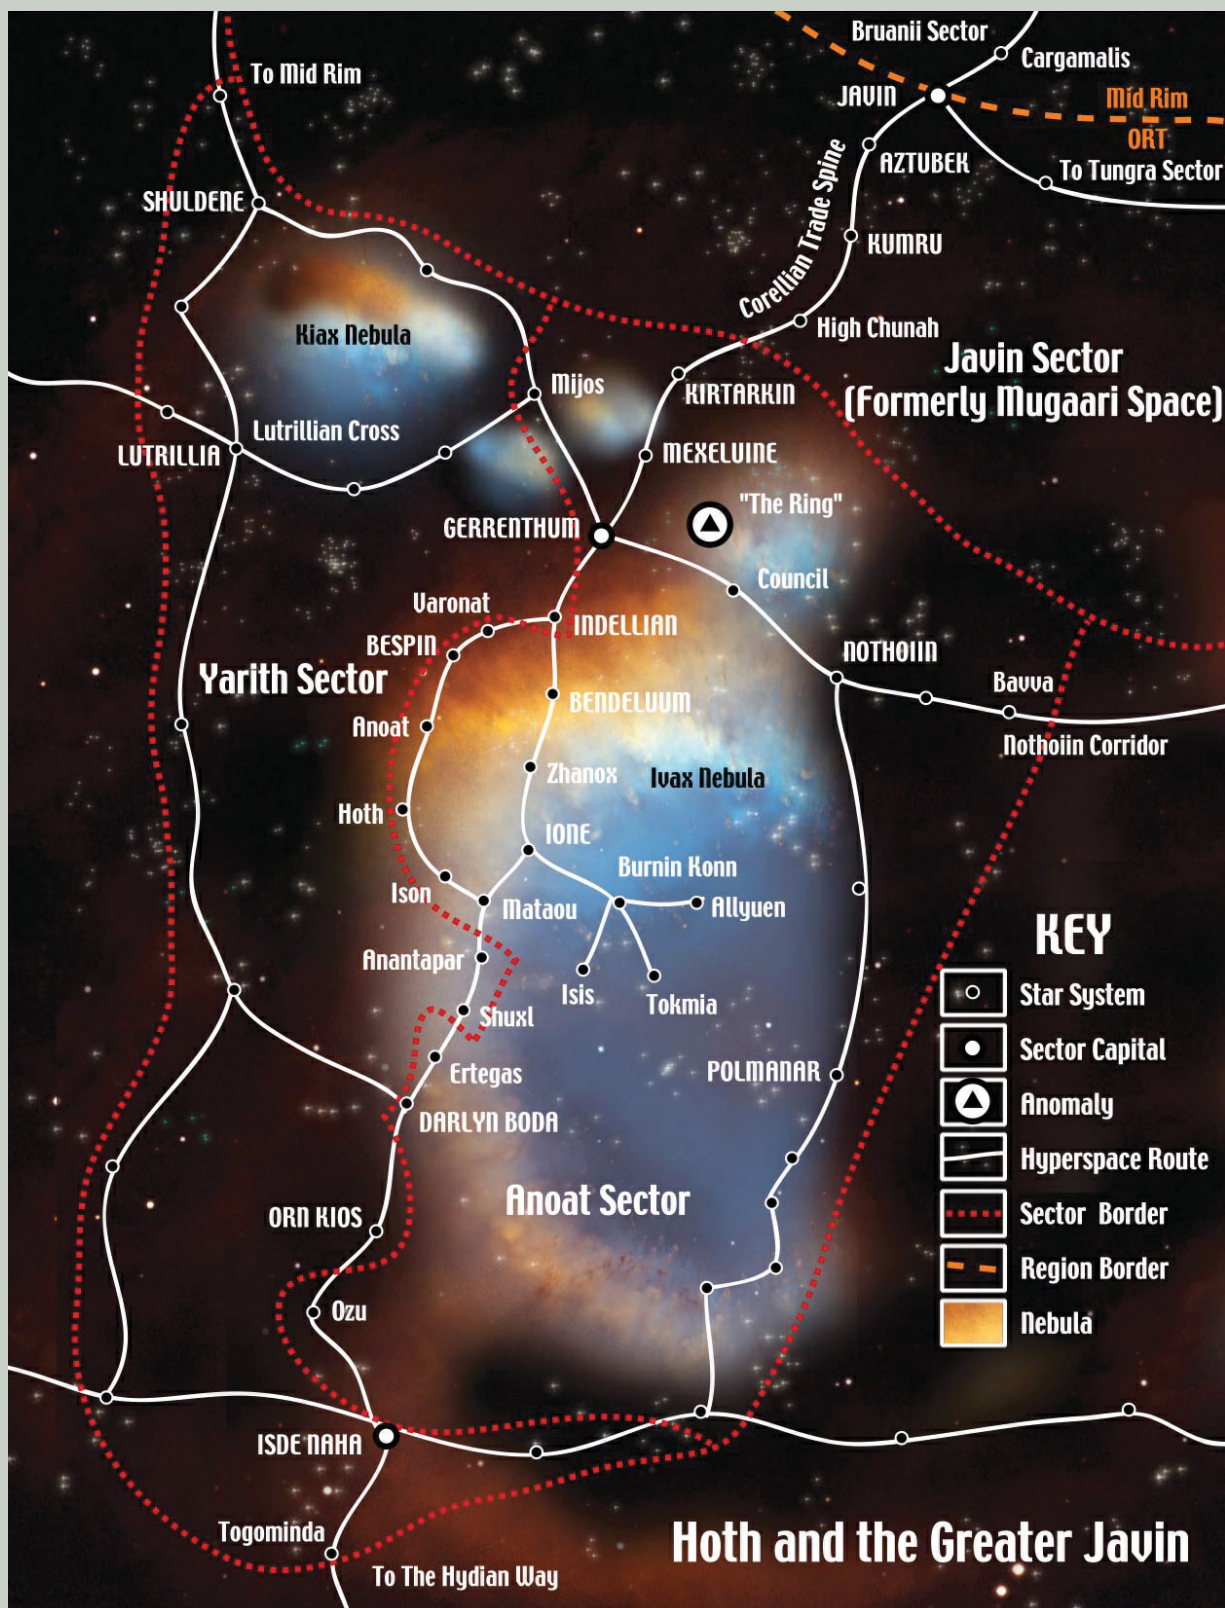 Bruanii Sector
Cargamalis
To Mid Rim
JAVIN
Mid Rim
ORT
AZTUBEK
To Tungra Sector
SHULDENE
KUMRU
Corellian Trade Spine
High Chunah
Kiax Nebula
Javin Sector
(Formerly Mugaari Space)
Mijos
KIRTARKIN
Lutrillian Cross
LUTRILLIA
MEXELUINE
"The Ring"
GERRENTHUM
Council
Varonat
INDELLIAN
BESPIN
NOTHOIIN
Yarith Sector
Bavva
BENDELUUM
Anoat
Nothoiin Corridor
Zhanox
Ivax Nebula
Hoth
IONE
Burnin Konn
Ison
Mataou
Allyuen
KEY
Anantapar
Isis
Tokmia
Star System
Shuxl
Sector Capital
Ertegas
POLMANAR
Anomaly
DARLYN BODA
Hyperspace Route
Anoat Sector
ORN KIOS
Sector Border
Region Border
Ozu
Nebula
ISDE NAHA
Togominda
Hoth and the Greater Javin
To The Hydian Way